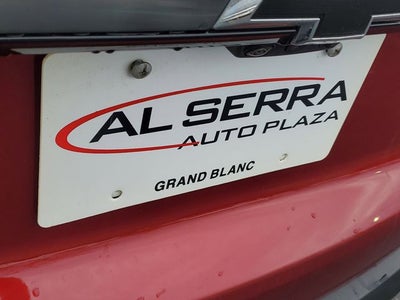 AL SERRA
AUTO PLAZA
GRAND BLANC